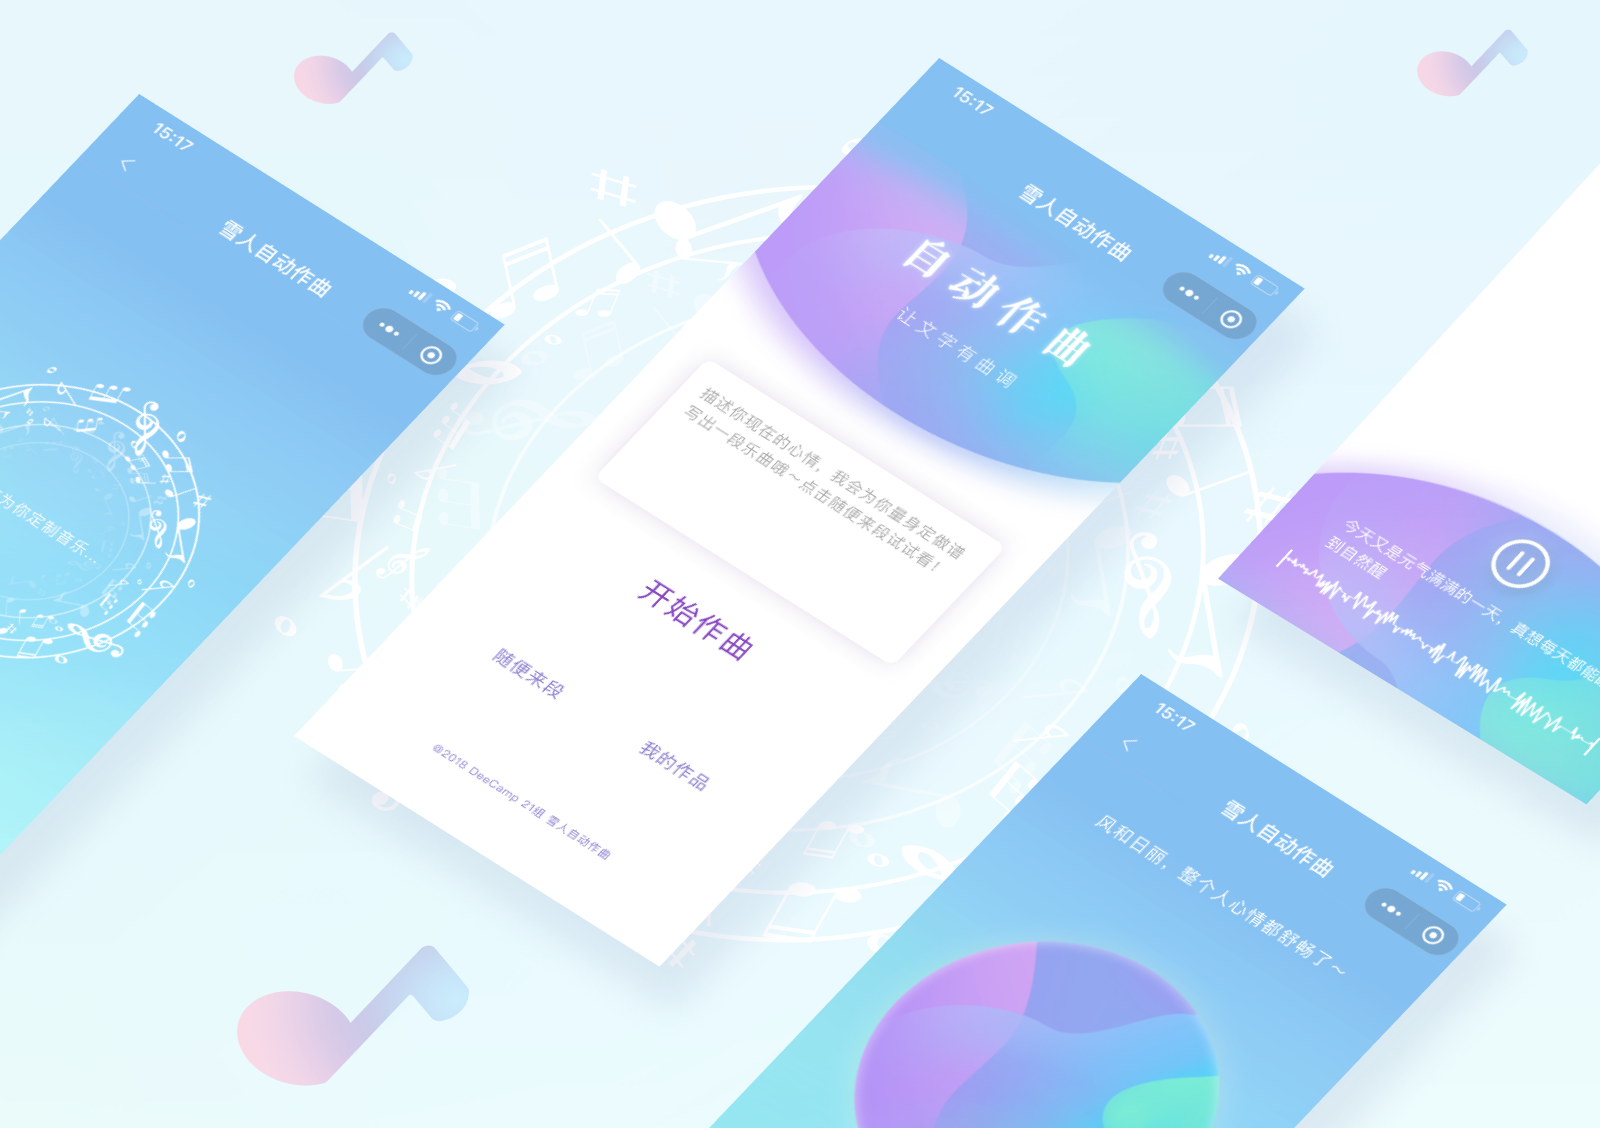 15:17
雪人自动作曲
为你定制音乐...
15:17
雪人自动作曲
自动作曲
让文字有曲调
描述你现在的心情，我会为你量身定做谱
写出一段乐曲哦~点击随便来段试试看！
开始作曲
随便来段
我的作品
@2018 DeeCamp 21组 雪人自动作曲
今天又是元气满满的一天，真想每天都能
到自然醒
15:17
雪人自动作曲
风和日丽，整个人心情都舒畅了~